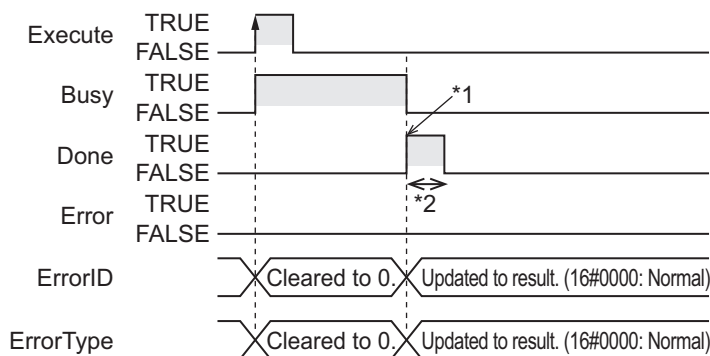 TRUE
Execute
FALSE
TRUE
Busy
FALSE
*1
TRUE
Done
FALSE
*2
TRUE
Error
FALSE
ErrorID
Cleared to 0.
Updated to result. (16#0000: Normal)
ErrorType
Cleared to 0.
Updated to result. (16#0000: Normal)